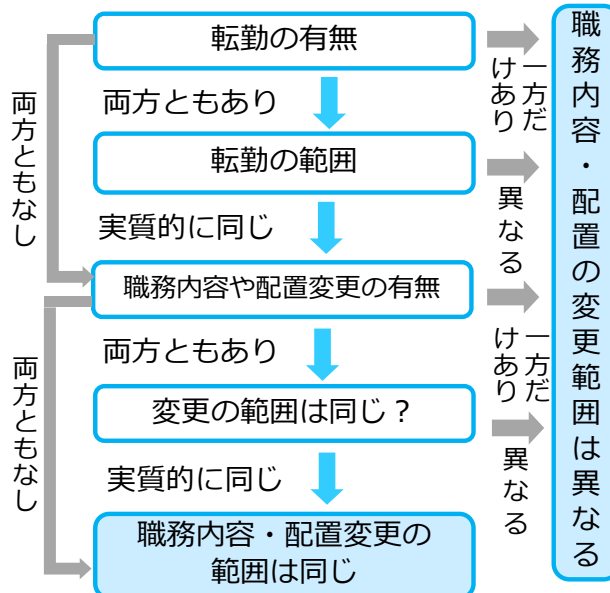 転勤の有無
両方ともあり
一方だ
けあり
転勤の範囲
両方ともなし
実質的に同じ
異なる
職務内容や配置変更の有無
両方ともあり
一方だ
けあり
変更の範囲は同じ？
両方ともなし
実質的に同じ
異なる
職務内容・配置変更の
範囲は同じ
職務内容・配置の変更範囲は異なる